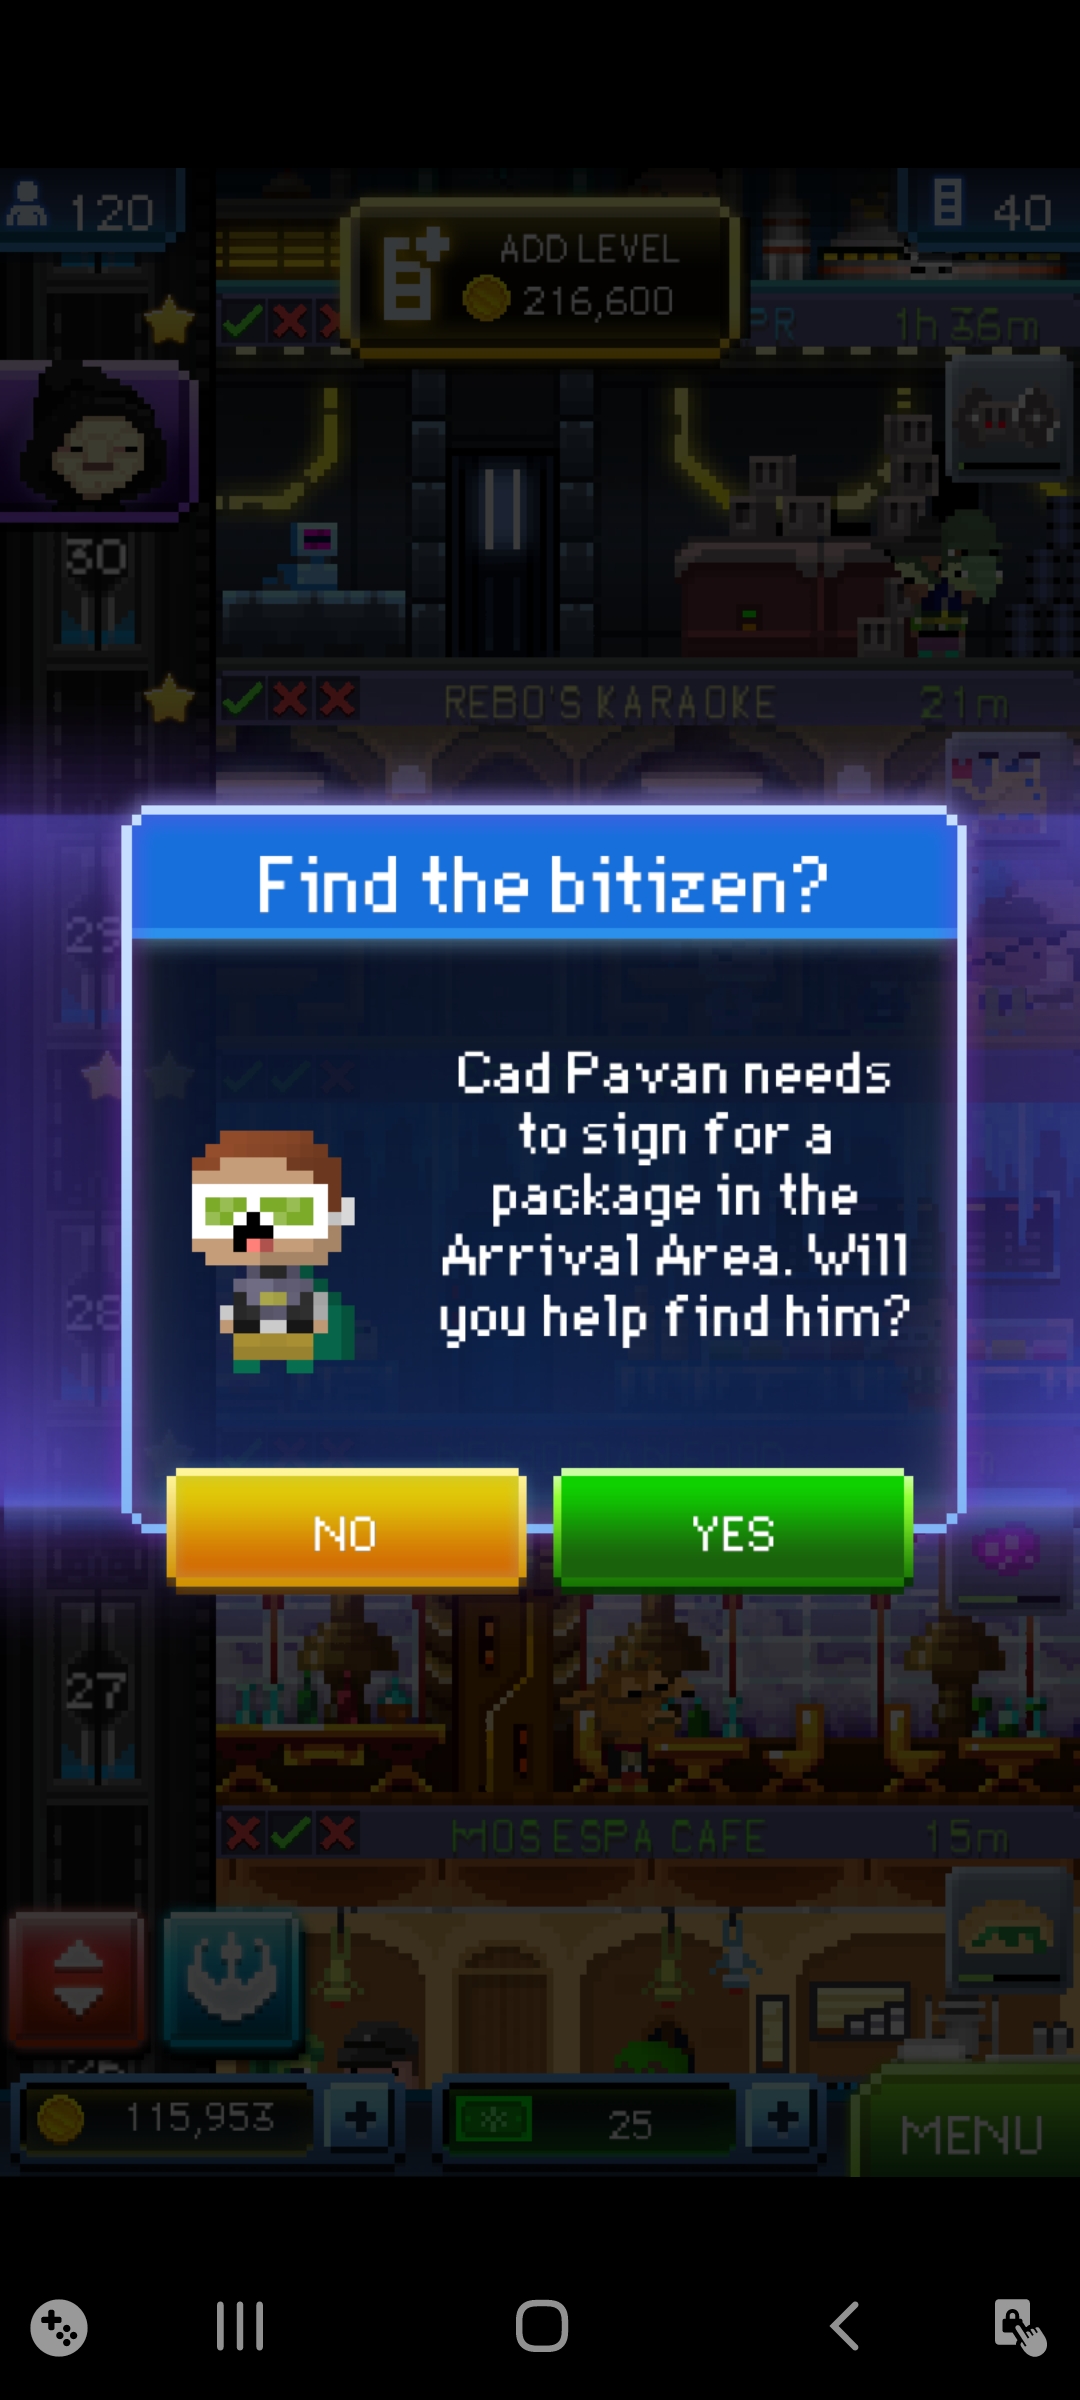 120
ADD LEVEL
216,600
40
PR
1h 36m
30
REBO'S KARAOKE
21m
Find the bitizen?
29
Cad Pavan needs
to sign for a
package in the
Arrival Area. Will
you help find him?
28
NO
YES
27
MOS ESPA CAFE
15m
115,953
25
MENU